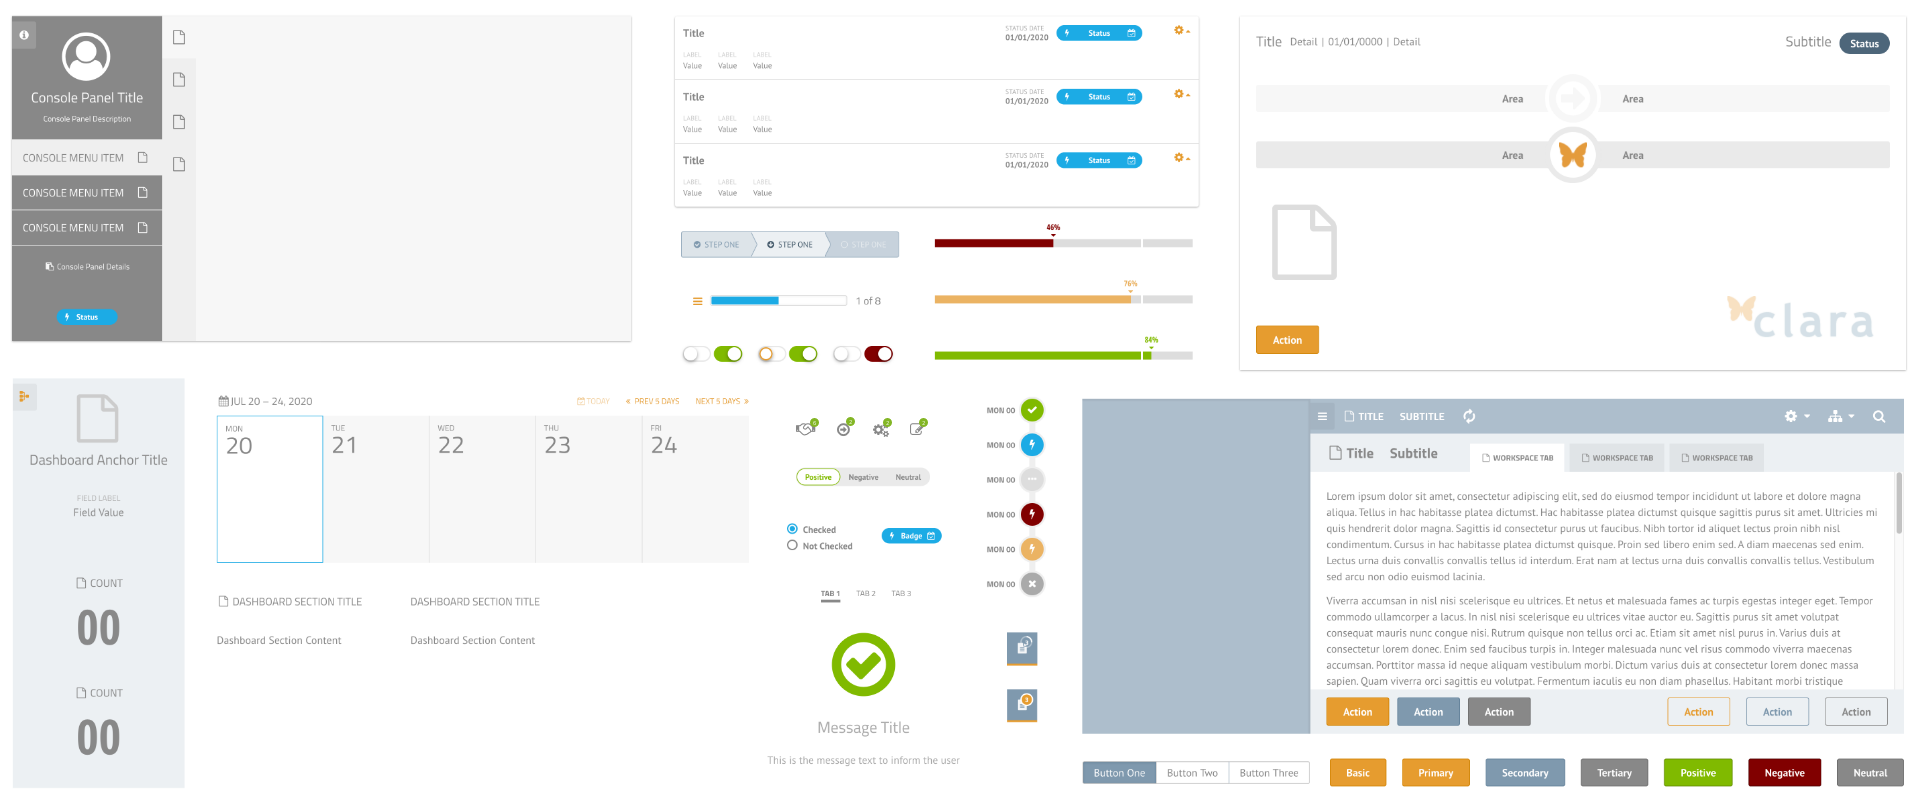 Console Panel Title
Console Panel Description
CONSOLE MENU ITEM
CONSOLE MENU ITEM
CONSOLE MENU ITEM
Console Panel Details
Status
Title
STATUS DATE
01/01/2020
Status
LABEL LABEL LABEL
Value Value Value
Title
STATUS DATE
01/01/2020
Status
LABEL LABEL LABEL
Value Value Value
Title
STATUS DATE
01/01/2020
Status
LABEL LABEL LABEL
Value Value Value
STEP ONE STEP ONE STEP ONE
1 of 8
46%
76%
84%
Title Detail | 01/01/0000 | Detail
Subtitle Status
Area Area
Area Area
clara
Action
Dashboard Anchor Title
FIELD LABEL
Field Value
COUNT
00
COUNT
00
JUL 20 – 24, 2020
TODAY « PREV 5 DAYS NEXT 5 DAYS »
MON TUE WED THU FRI
20 21 22 23 24
DASHBOARD SECTION TITLE DASHBOARD SECTION TITLE
Dashboard Section Content Dashboard Section Content
Positive Negative Neutral
Checked
Not Checked
Badge
TAB 1 TAB 2 TAB 3
MON 00
MON 00
MON 00
MON 00
MON 00
MON 00
Message Title
This is the message text to inform the user
TITLE SUBTITLE
Title Subtitle
WORKSPACE TAB WORKSPACE TAB WORKSPACE TAB
Lorem ipsum dolor sit amet, consectetur adipiscing elit, sed do eiusmod tempor incididunt ut labore et dolore magna
aliqua. Tellus in hac habitasse platea dictumst. Hac habitasse platea dictumst quisque sagittis purus sit amet. Ultricies mi
quis hendrerit dolor magna. Sagittis id consectetur purus ut faucibus. Nibh tortor id aliquet lectus proin nibh nisl
condimentum. Cursus in hac habitasse platea dictumst quisque. Proin sed libero enim sed. A diam maecenas sed enim.
Lectus urna duis convallis convallis tellus id interdum. Erat nam at lectus urna duis convallis convallis tellus. Vestibulum
sed arcu non odio euismod lacinia.
Viverra accumsan in nisl nisi scelerisque eu ultrices. Et netus et malesuada fames ac turpis egestas integer eget. Tempor
commodo ullamcorper a lacus. In nisl nisi scelerisque eu ultrices vitae auctor eu. Sagittis purus sit amet volutpat
consequat mauris nunc congue nisi. Rutrum quisque non tellus orci ac. Etiam sit amet nisl purus in. Varius duis at
consectetur lorem donec. Enim sed faucibus turpis in. Integer malesuada nunc vel risus commodo viverra maecenas
accumsan. Porttitor massa id neque aliquam vestibulum morbi. Dictum varius duis at consectetur lorem donec massa
sapien. Quam viverra orci sagittis eu volutpat. Fermentum iaculis eu non diam phasellus. Habitant morbi tristique
Action Action Action Action Action Action
Button One Button Two Button Three
Basic Primary Secondary Tertiary Positive Negative Neutral